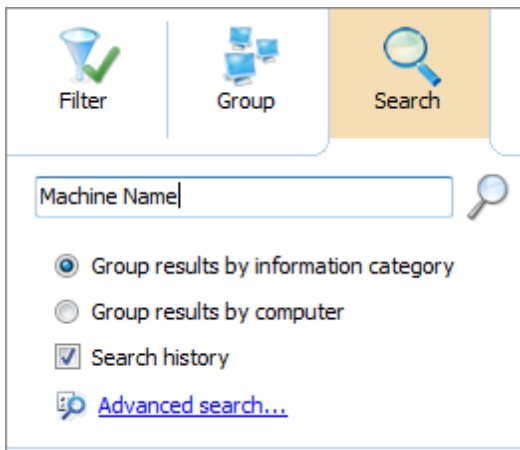 Filter Group Search
Machine Name
Group results by information category
Group results by computer
Search history
Advanced search...